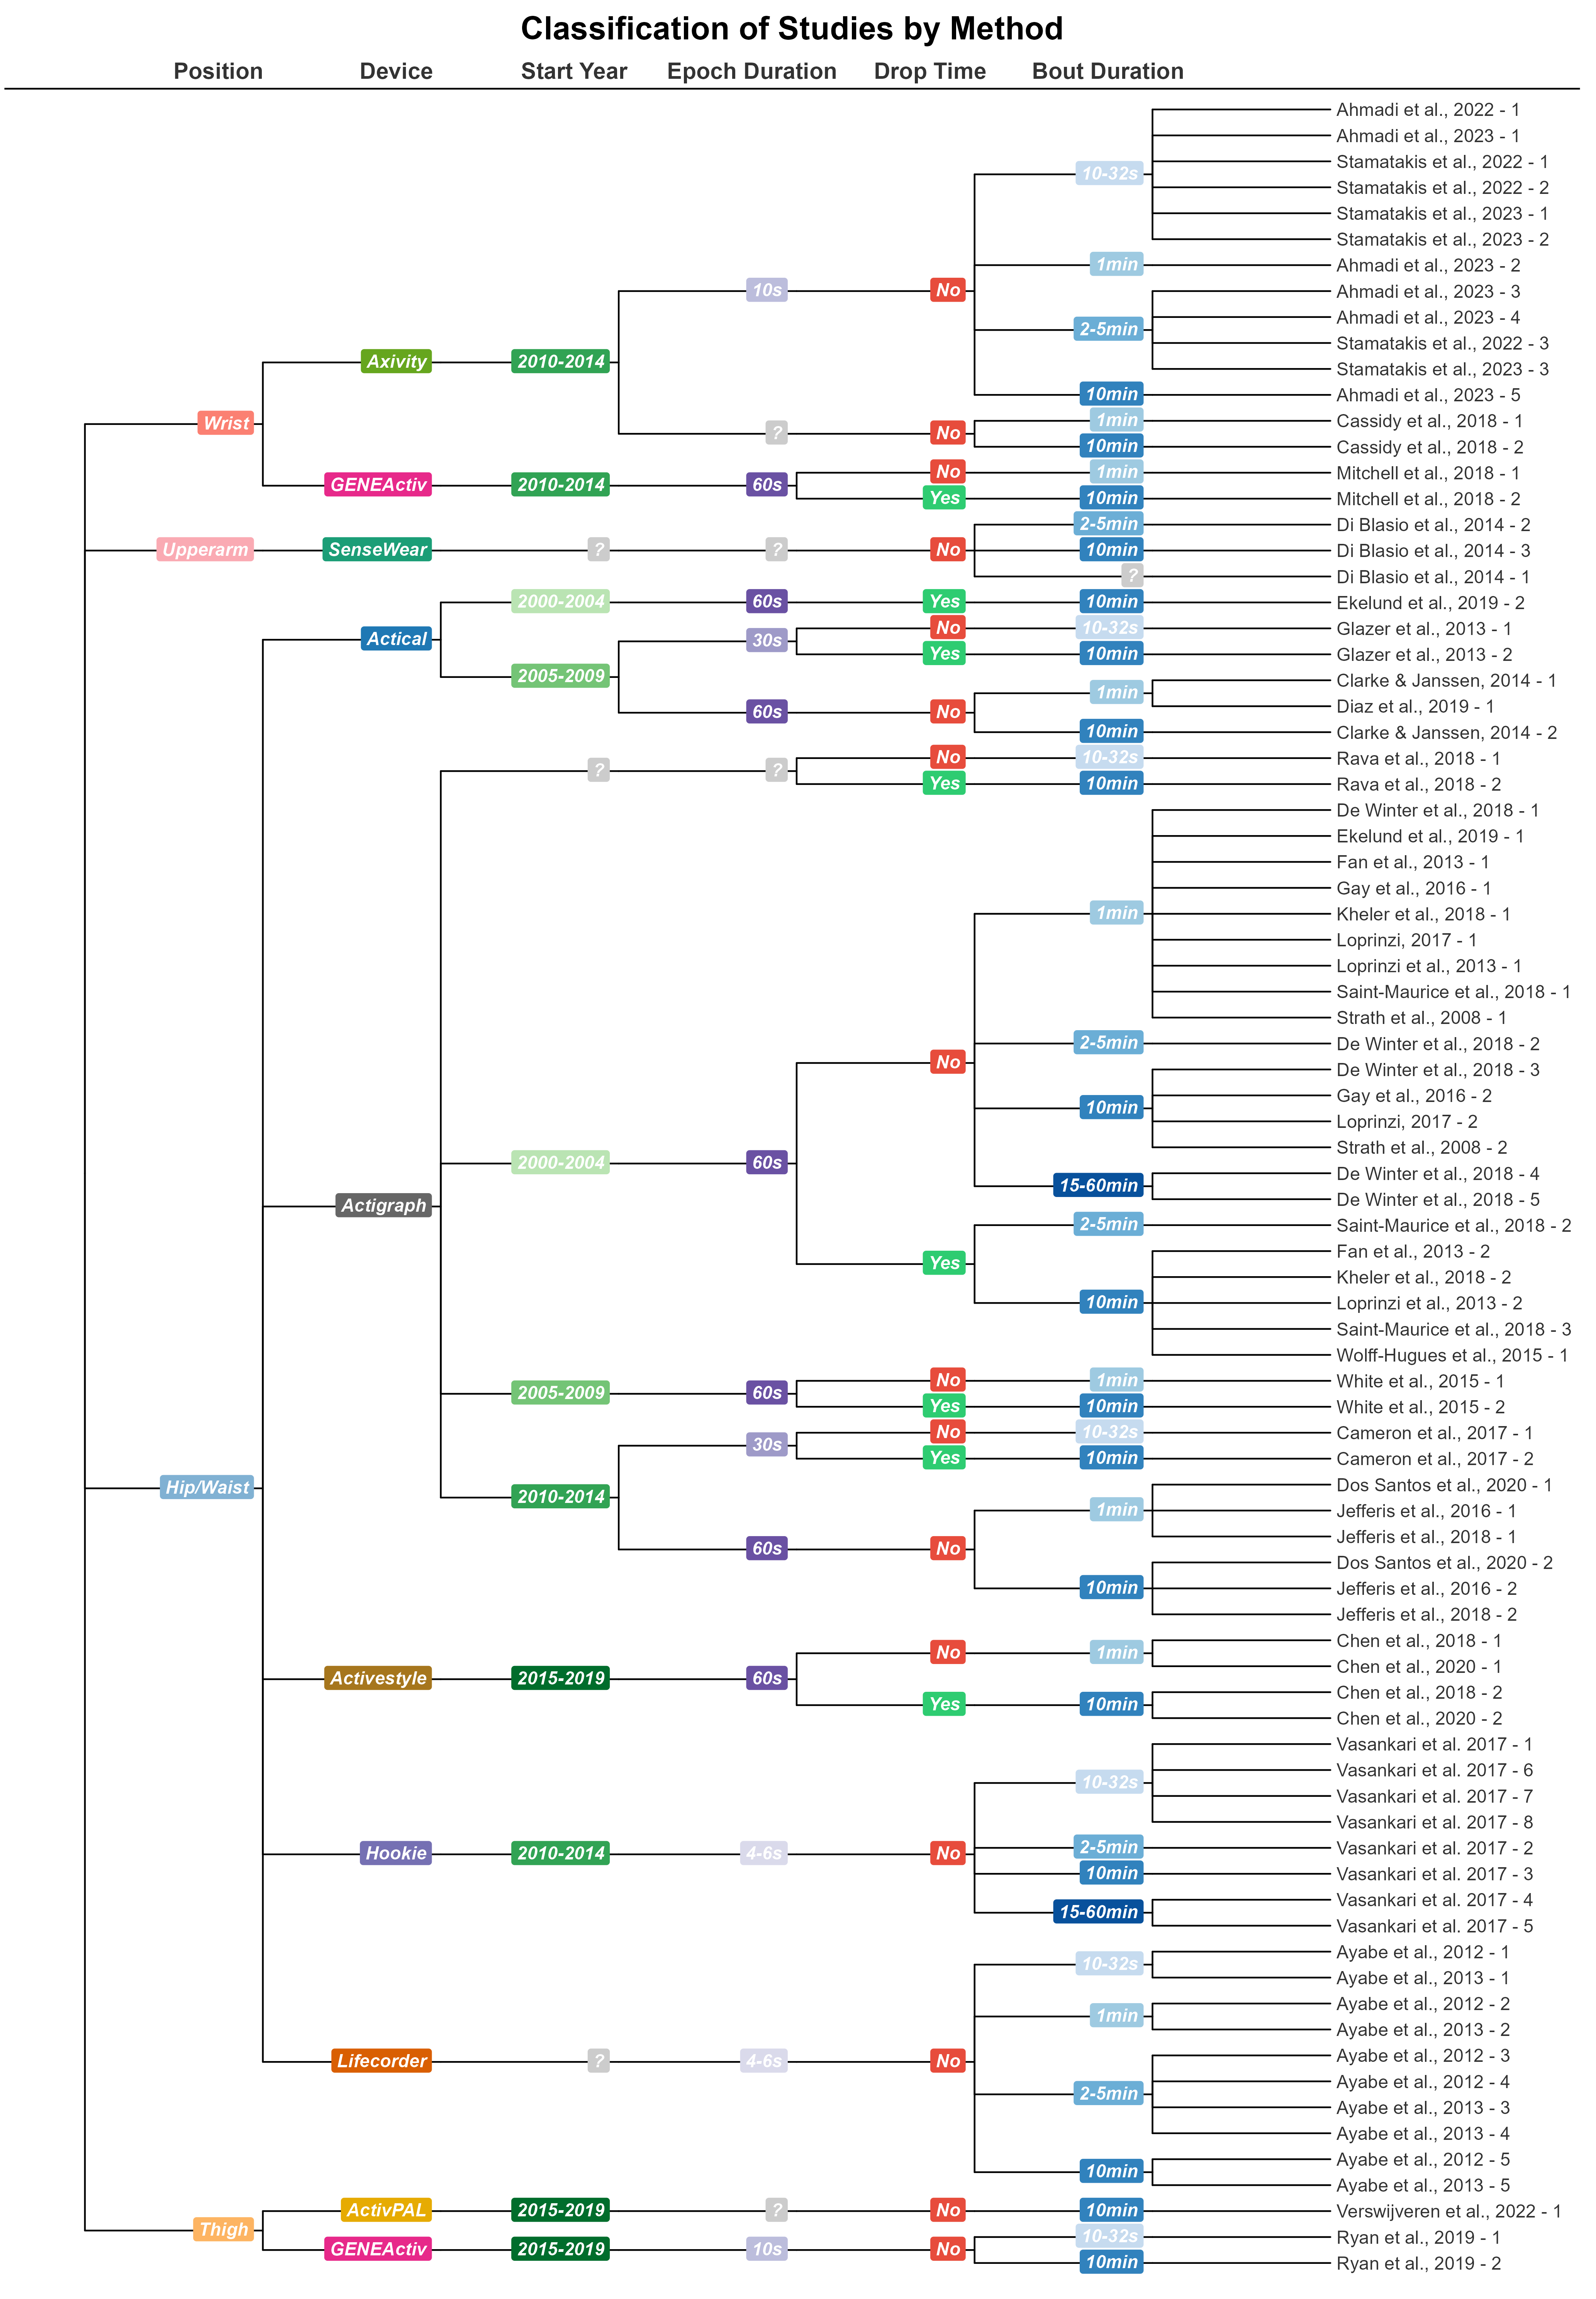 Classification of Studies by Method
Position Device Start Year Epoch Duration Drop Time Bout Duration
Ahmadi et al., 2022 - 1
Ahmadi et al., 2023 - 1
Stamatakis et al., 2022 - 1
10-32s
Stamatakis et al., 2022 - 2
Stamatakis et al., 2023 - 1
Stamatakis et al., 2023 - 2
1min Ahmadi et al., 2023 - 2
10s No Ahmadi et al., 2023 - 3
Ahmadi et al., 2023 - 4
2-5min
Stamatakis et al., 2022 - 3
Axivity 2010-2014 Stamatakis et al., 2023 - 3
10min Ahmadi et al., 2023 - 5
Wrist 1min Cassidy et al., 2018 - 1
? No
10min Cassidy et al., 2018 - 2
No 1min Mitchell et al., 2018 - 1
GENEActiv 2010-2014 60s
Yes 10min Mitchell et al., 2018 - 2
2-5min Di Blasio et al., 2014 - 2
Upperarm SenseWear ? ? No 10min Di Blasio et al., 2014 - 3
? Di Blasio et al., 2014 - 1
2000-2004 60s Yes 10min Ekelund et al., 2019 - 2
No 10-32s Glazer et al., 2013 - 1
Actical 30s
Yes 10min Glazer et al., 2013 - 2
2005-2009 Clarke & Janssen, 2014 - 1
1min
Diaz et al., 2019 - 1
60s No
10min Clarke & Janssen, 2014 - 2
No 10-32s Rava et al., 2018 - 1
? ?
Yes 10min Rava et al., 2018 - 2
De Winter et al., 2018 - 1
Ekelund et al., 2019 - 1
Fan et al., 2013 - 1
Gay et al., 2016 - 1
1min Kheler et al., 2018 - 1
Loprinzi, 2017 - 1
Loprinzi et al., 2013 - 1
Saint-Maurice et al., 2018 - 1
Strath et al., 2008 - 1
2-5min De Winter et al., 2018 - 2
No De Winter et al., 2018 - 3
Gay et al., 2016 - 2
10min
Loprinzi, 2017 - 2
Strath et al., 2008 - 2
2000-2004 60s
De Winter et al., 2018 - 4
15-60min
De Winter et al., 2018 - 5
Actigraph
2-5min Saint-Maurice et al., 2018 - 2
Yes Fan et al., 2013 - 2
Kheler et al., 2018 - 2
10min Loprinzi et al., 2013 - 2
Saint-Maurice et al., 2018 - 3
Wolff-Hugues et al., 2015 - 1
No 1min White et al., 2015 - 1
2005-2009 60s
Yes 10min White et al., 2015 - 2
No 10-32s Cameron et al., 2017 - 1
30s
Yes 10min Cameron et al., 2017 - 2
Hip/Waist Dos Santos et al., 2020 - 1
2010-2014 1min Jefferis et al., 2016 - 1
Jefferis et al., 2018 - 1
60s No
Dos Santos et al., 2020 - 2
10min Jefferis et al., 2016 - 2
Jefferis et al., 2018 - 2
Chen et al., 2018 - 1
No 1min
Chen et al., 2020 - 1
Activestyle 2015-2019 60s
Chen et al., 2018 - 2
Yes 10min
Chen et al., 2020 - 2
Vasankari et al. 2017 - 1
Vasankari et al. 2017 - 6
10-32s
Vasankari et al. 2017 - 7
Vasankari et al. 2017 - 8
Hookie 2010-2014 4-6s No 2-5min Vasankari et al. 2017 - 2
10min Vasankari et al. 2017 - 3
Vasankari et al. 2017 - 4
15-60min
Vasankari et al. 2017 - 5
Ayabe et al., 2012 - 1
10-32s
Ayabe et al., 2013 - 1
Ayabe et al., 2012 - 2
1min
Ayabe et al., 2013 - 2
Lifecorder ? 4-6s No Ayabe et al., 2012 - 3
Ayabe et al., 2012 - 4
2-5min
Ayabe et al., 2013 - 3
Ayabe et al., 2013 - 4
Ayabe et al., 2012 - 5
10min
Ayabe et al., 2013 - 5
ActivPAL 2015-2019 ? No 10min Verswijveren et al., 2022 - 1
Thigh 10-32s Ryan et al., 2019 - 1
GENEActiv 2015-2019 10s No
10min Ryan et al., 2019 - 2